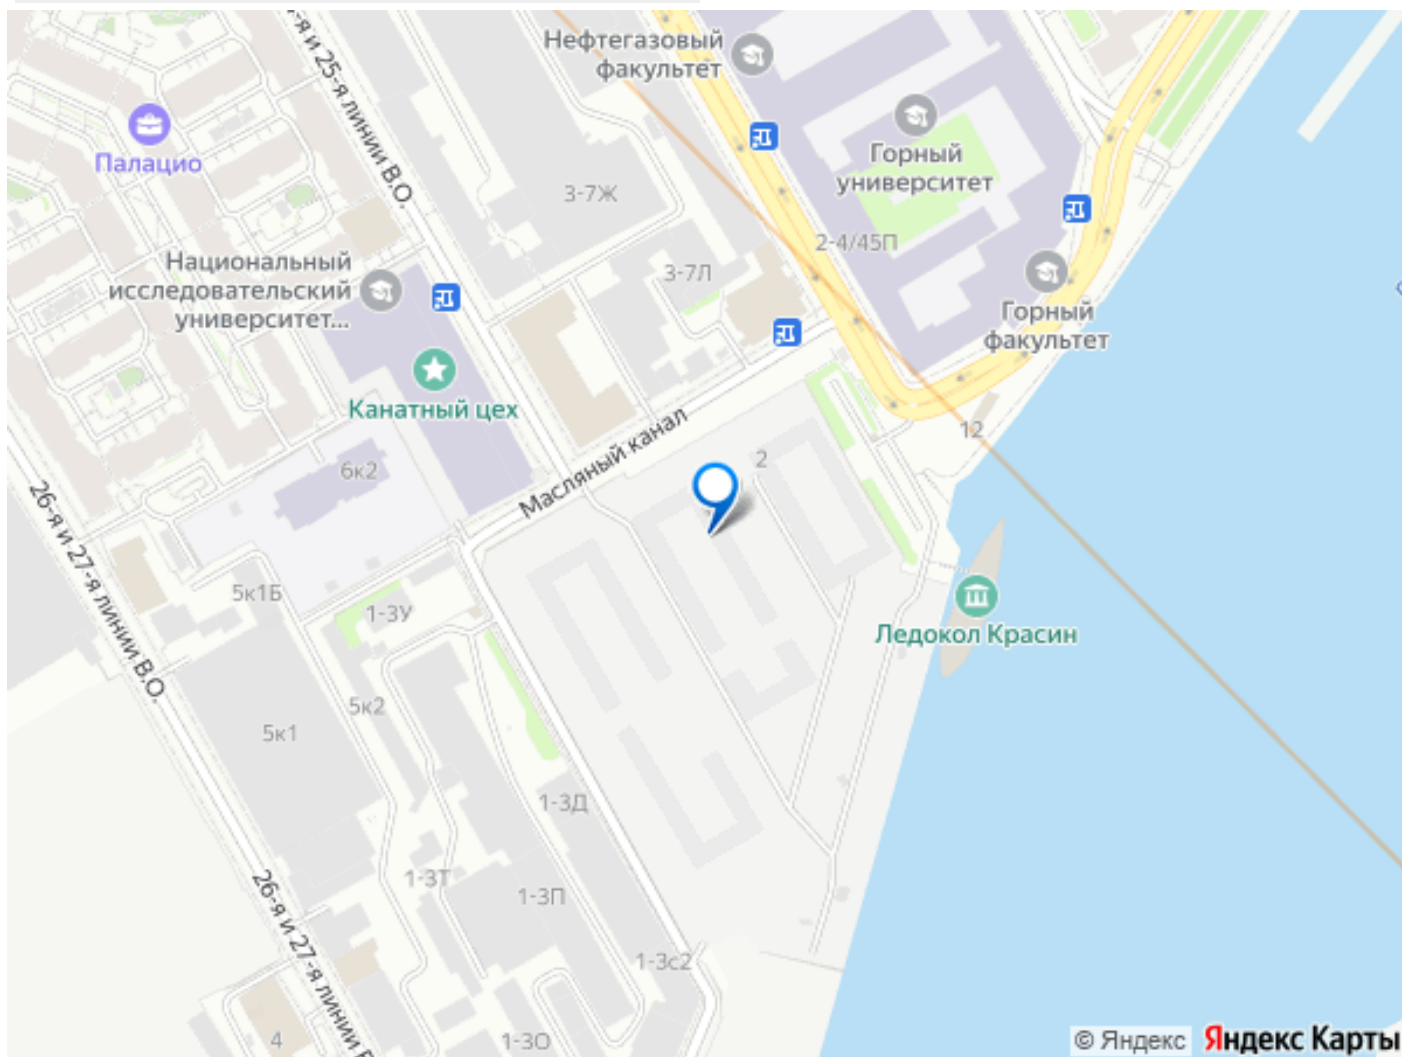 Нефтегазовый
факультет
я и 25-я линии В.О.
Палацио
Горный
университет
3-7Ж
2-4/45П
Национальный
исследовательский
университет...
3-7Л
Горный
факультет
Канатный цех
Масляный канал
12
2
6к2
26-я и 27-я линии В.О.
5к1Б
1-3У
Ледокол Красин
5к2
5к1
1-3Д
1-3Т
1-3П
26-я и 27-я линии
1-3с2
4
1-3О
© Яндекс Яндекс Карты